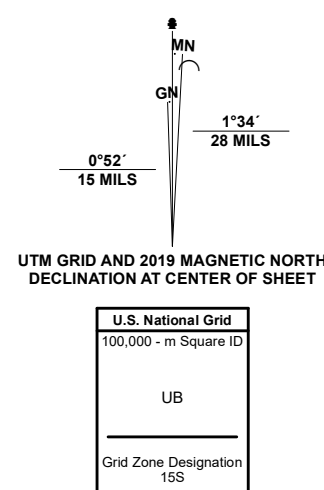 MN
GN
1°34´
28 MILS
0°52´
15 MILS
UTM GRID AND 2019 MAGNETIC NORTH
DECLINATION AT CENTER OF SHEET
U.S. National Grid
100,000 - m Square ID
UB
Grid Zone Designation
15S